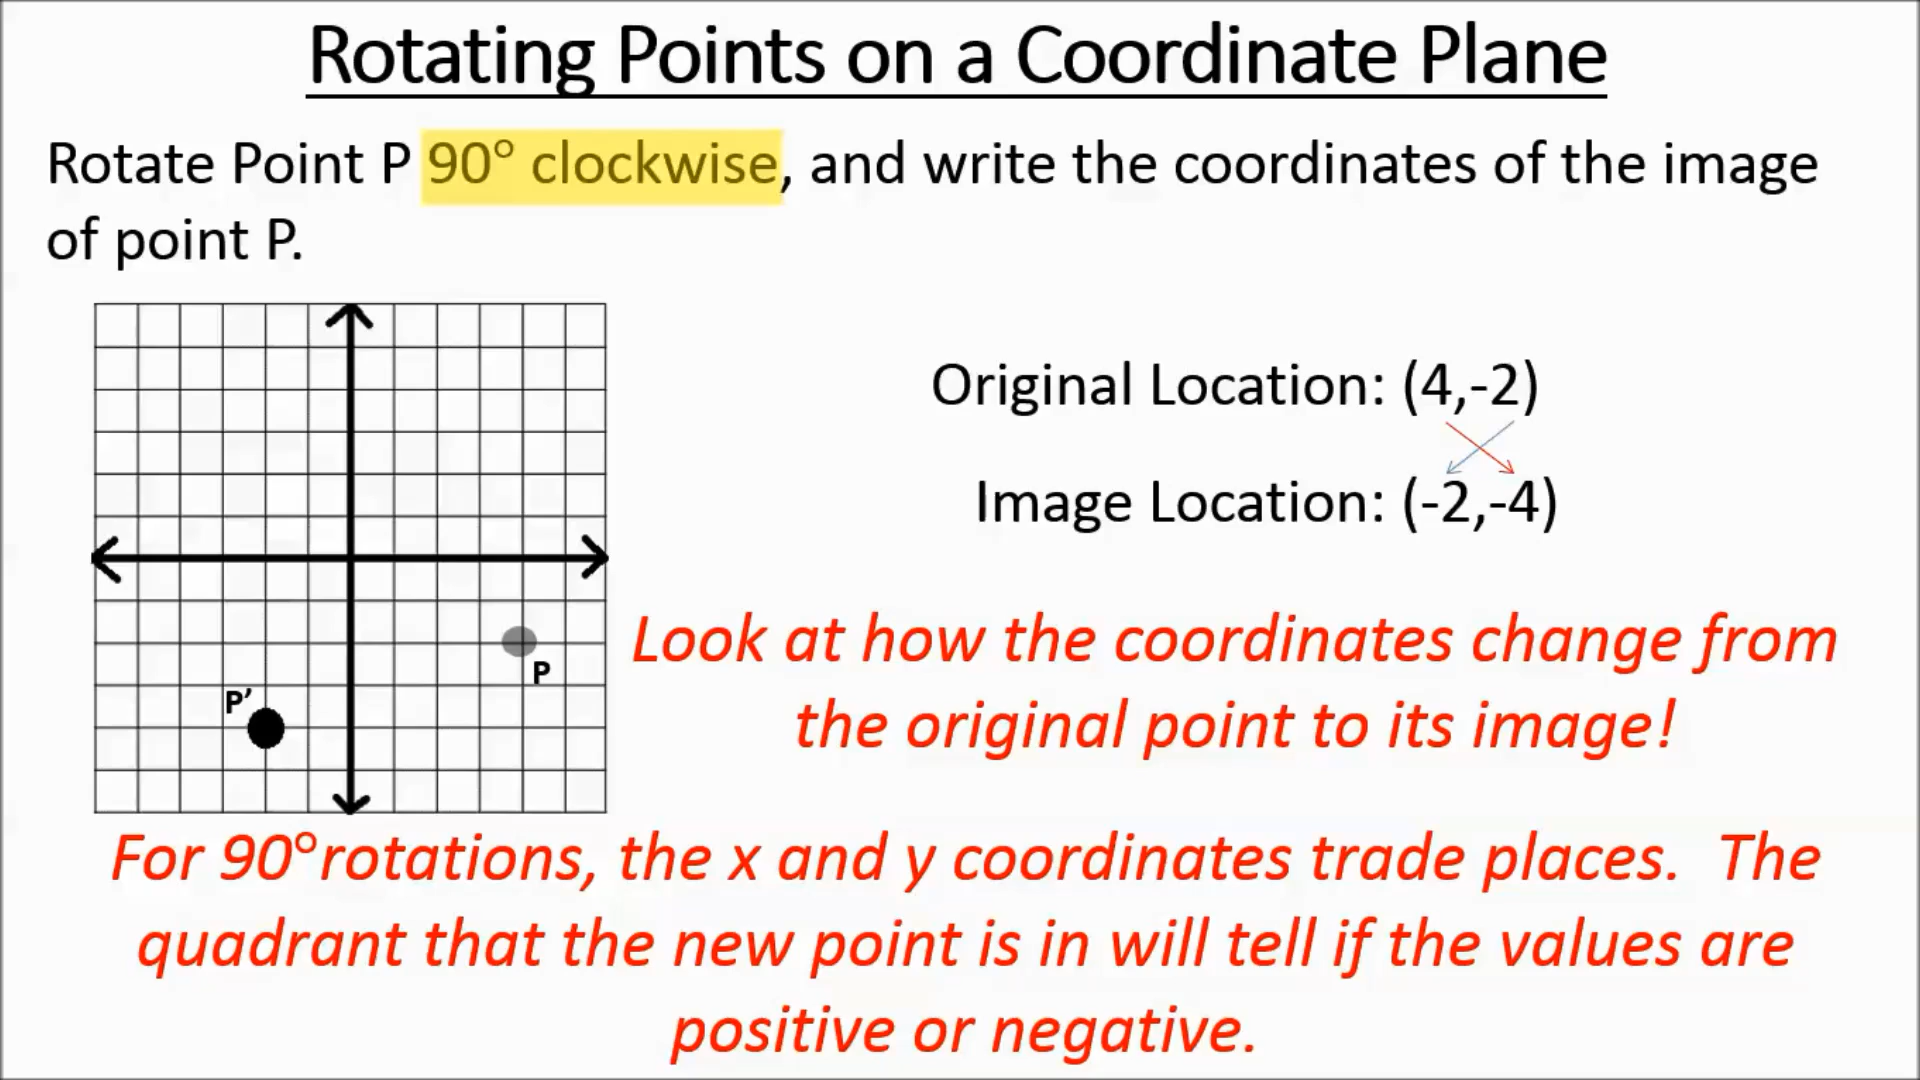 Rotating Points on a Coordinate Plane
Rotate Point P 90° clockwise, and write the coordinates of the image
of point P.
Original Location: (4,-2)
Image Location: (-2,-4)
P
P′
Look at how the coordinates change from
the original point to its image!
For 90°rotations, the x and y coordinates trade places.  The
quadrant that the new point is in will tell if the values are
positive or negative.